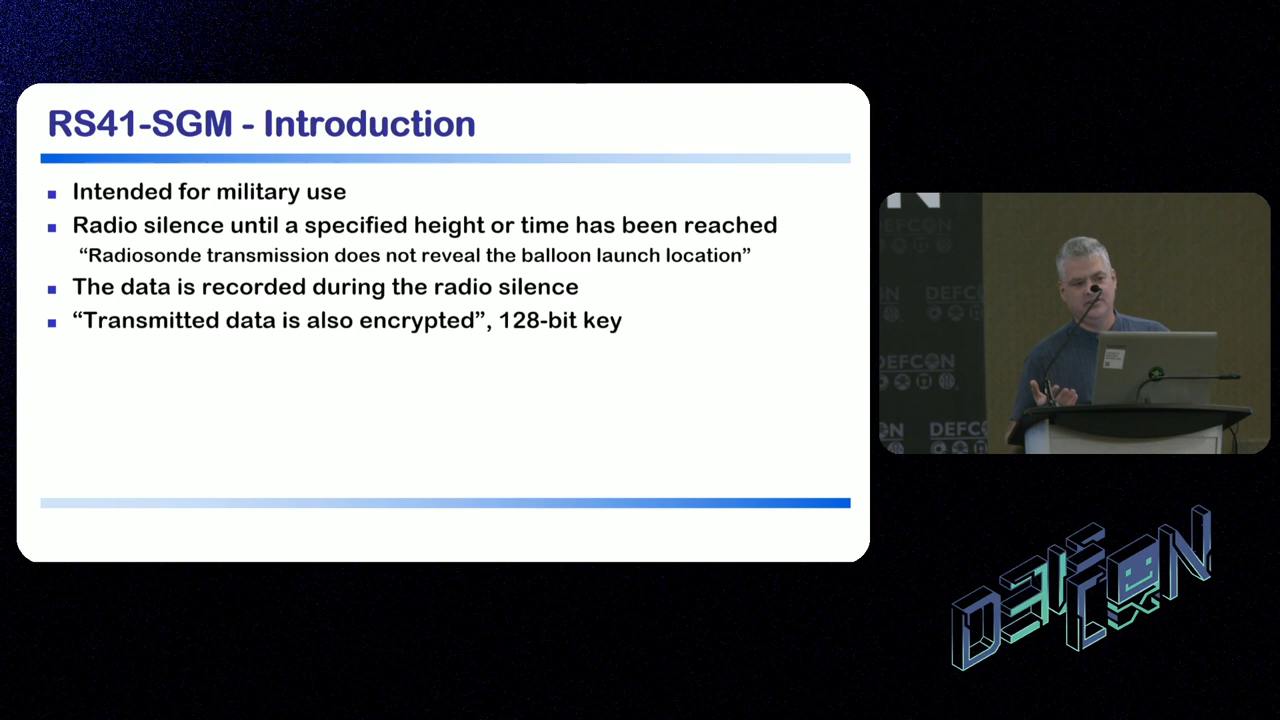 RS41-SGM - Introduction
Intended for military use
Radio silence until a specified height or time has been reached
“Radiosonde transmission does not reveal the balloon launch location”
The data is recorded during the radio silence
“Transmitted data is also encrypted”, 128-bit key
DEFCON
DEFCON
DEFCON